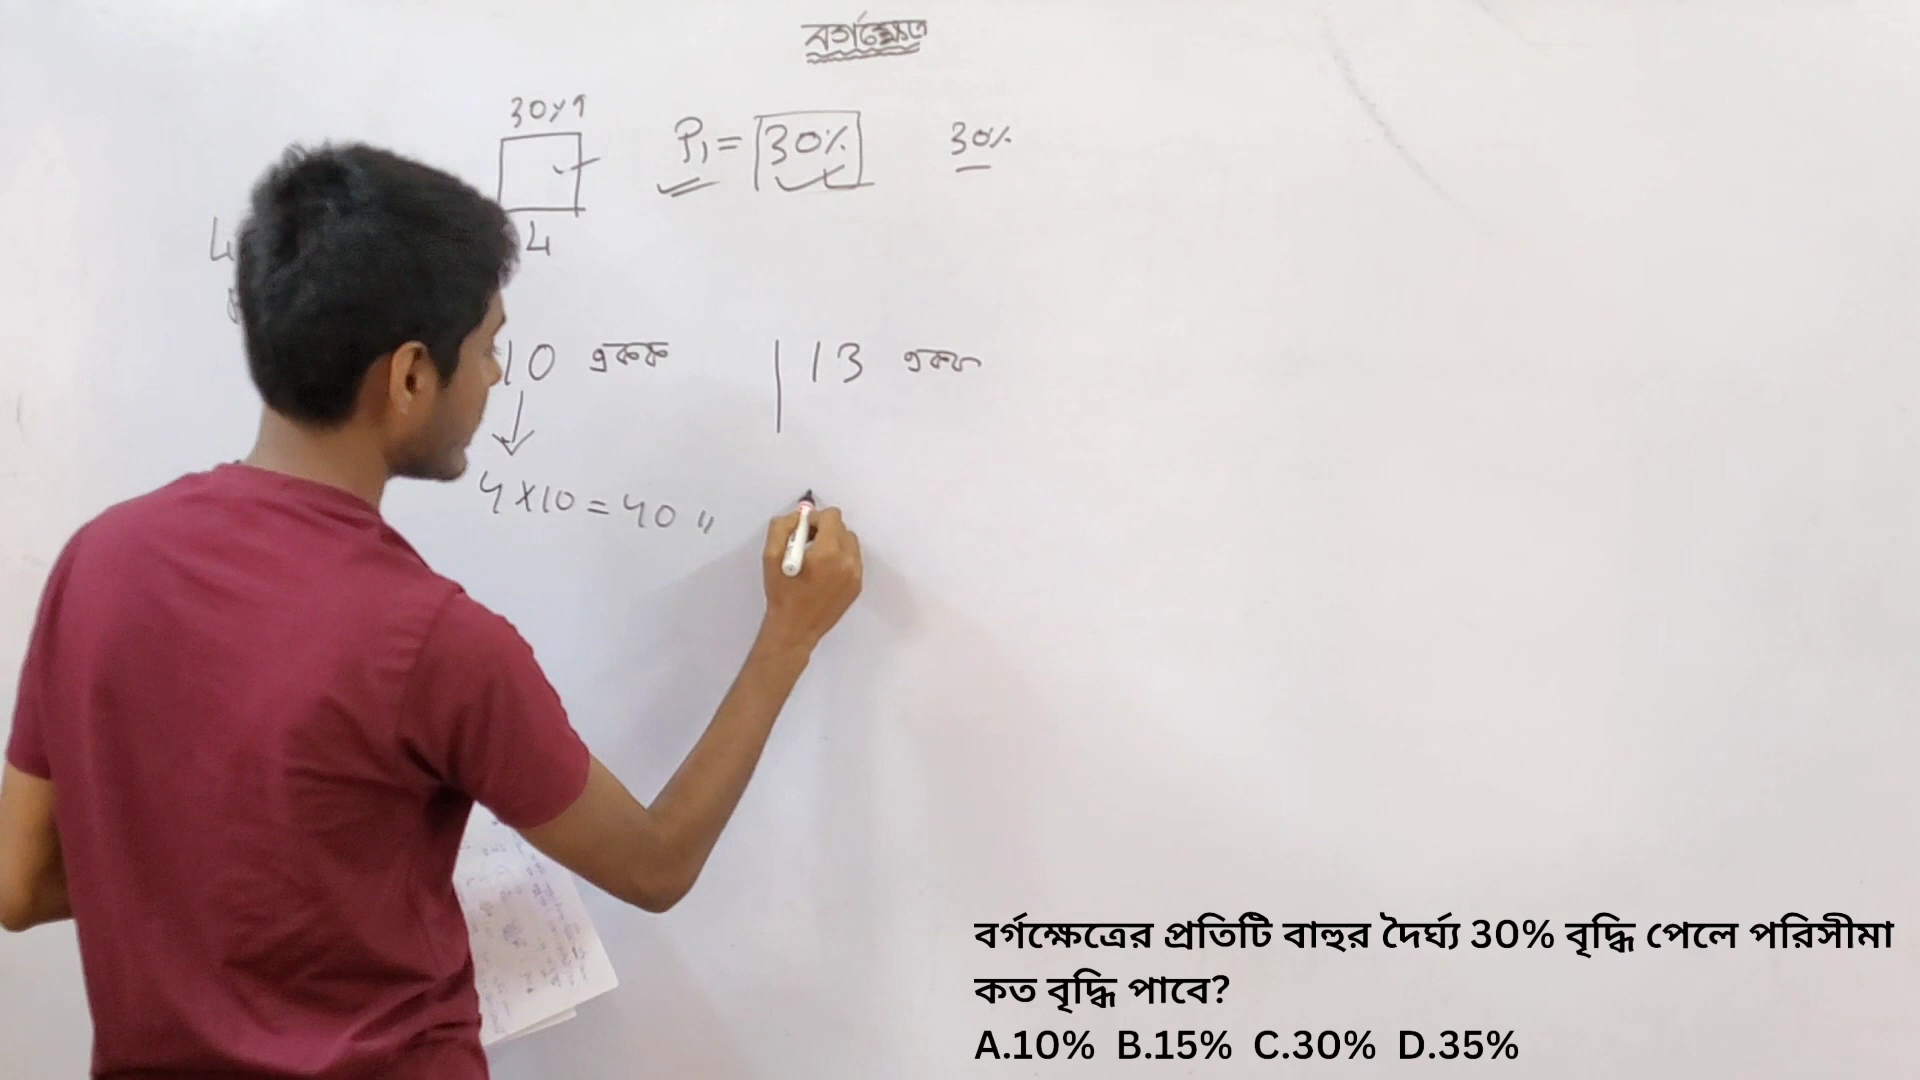 বর্গক্ষেত্র
30%↑
P₁ = 30% 30%
4
10 একক | 13 একক
4 X 10 = 40 "
বর্গক্ষেত্রের প্রতিটি বাহুর দৈর্ঘ্য 30% বৃদ্ধি পেলে পরিসীমা
কত বৃদ্ধি পাবে?
A.10% B.15% C.30% D.35%